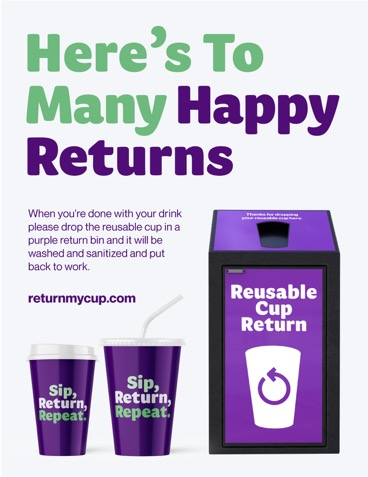 Here’s To
Many Happy
Returns
When you’re done with your drink
please drop the reusable cup in a
purple return bin and it will be
washed and sanitized and put
back to work.
returnmycup.com
Thanks for dropping
your reusable cup here.
Reusable
Cup
Return
Sip,
Return,
Repeat.
Sip,
Return,
Repeat.